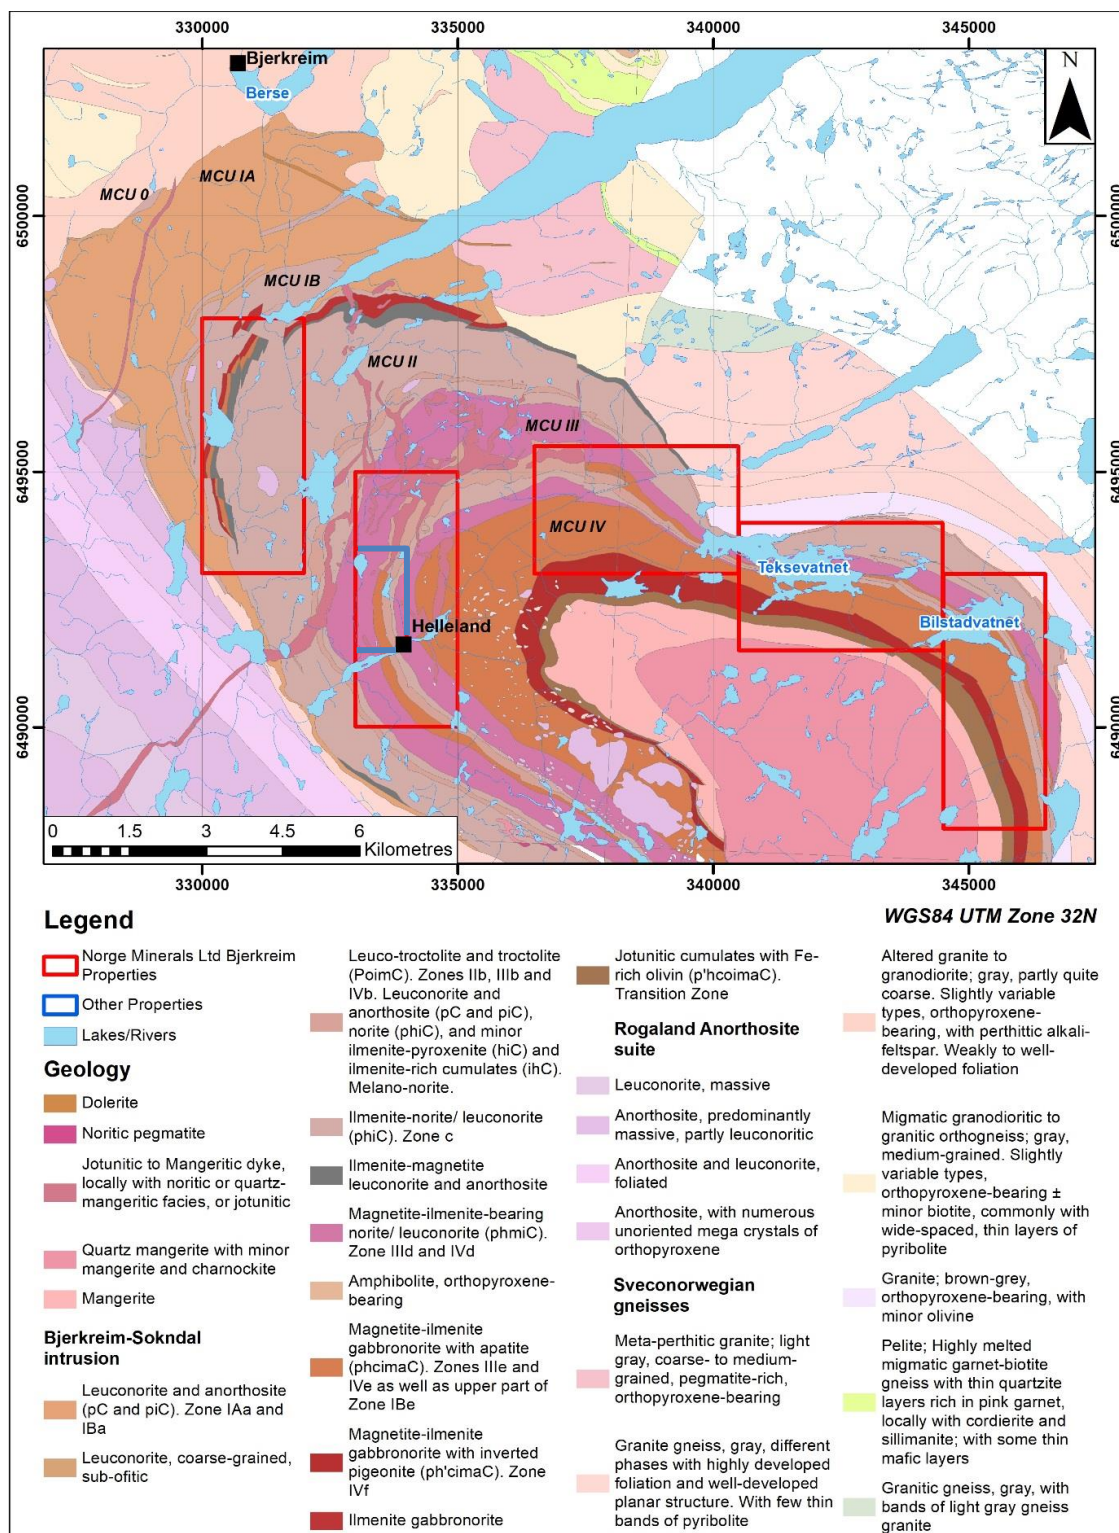 330000 335000 340000 345000
Bjerkreim
Berse
N
MCU IA
MCU 0
6500000 6500000
MCU IB
MCU II
MCU III
6495000 6495000
MCU IV
Teksevatnet
Helleland
Bilstadvatnet
6490000 6490000
0 1.5 3 4.5 6
Kilometres
330000 335000 340000 345000
WGS84 UTM Zone 32N
Legend
Norge Minerals Ltd Bjerkreim
Properties
Other Properties
Lakes/Rivers
Geology
Dolerite
Noritic pegmatite
Jotunitic to Mangeritic dyke,
locally with noritic or quartz-
mangeritic facies, or jotunitic
Quartz mangerite with minor
mangerite and charnockite
Mangerite
Bjerkreim-Sokndal
intrusion
Leuconorite and anorthosite
(pC and piC). Zone IAa and
IBa
Leuconorite, coarse-grained,
sub-ofitic
Leuco-troctolite and troctolite
(PoimC). Zones IIb, IIIb and
IVb. Leuconorite and
anorthosite (pC and piC),
norite (phiC), and minor
ilmenite-pyroxenite (hiC) and
ilmenite-rich cumulates (ihC).
Melano-norite.
Ilmenite-norite/ leuconorite
(phiC). Zone c
Ilmenite-magnetite
leuconorite and anorthosite
Magnetite-ilmenite-bearing
norite/ leuconorite (phmiC).
Zone IIId and IVd
Amphibolite, orthopyroxene-
bearing
Magnetite-ilmenite
gabbronorite with apatite
(phcimaC). Zones IIIe and
IVe as well as upper part of
Zone IBe
Magnetite-ilmenite
gabbronorite with inverted
pigeonite (ph'cimaC). Zone
IVf
Ilmenite gabbronorite
Jotunitic cumulates with Fe-
rich olivin (p'hcoimaC).
Transition Zone
Rogaland Anorthosite
suite
Leuconorite, massive
Anorthosite, predominantly
massive, partly leuconoritic
Anorthosite and leuconorite,
foliated
Anorthosite, with numerous
unoriented mega crystals of
orthopyroxene
Sveconorwegian
gneisses
Meta-perthitic granite; light
gray, coarse- to medium-
grained, pegmatite-rich,
orthopyroxene-bearing
Granite gneiss, gray, different
phases with highly developed
foliation and well-developed
planar structure. With few thin
bands of pyribolite
Altered granite to
granodiorite; gray, partly quite
coarse. Slightly variable
types, orthopyroxene-
bearing, with perthittic alkali-
feltspar. Weakly to well-
developed foliation
Migmatic granodioritic to
granitic orthogneiss; gray,
medium-grained. Slightly
variable types,
orthopyroxene-bearing ±
minor biotite, commonly with
wide-spaced, thin layers of
pyribolite
Granite; brown-grey,
orthopyroxene-bearing, with
minor olivine
Pelite; Highly melted
migmatic garnet-biotite
gneiss with thin quartzite
layers rich in pink garnet,
locally with cordierite and
sillimanite; with some thin
mafic layers
Granitic gneiss, gray, with
bands of light gray gneiss
granite